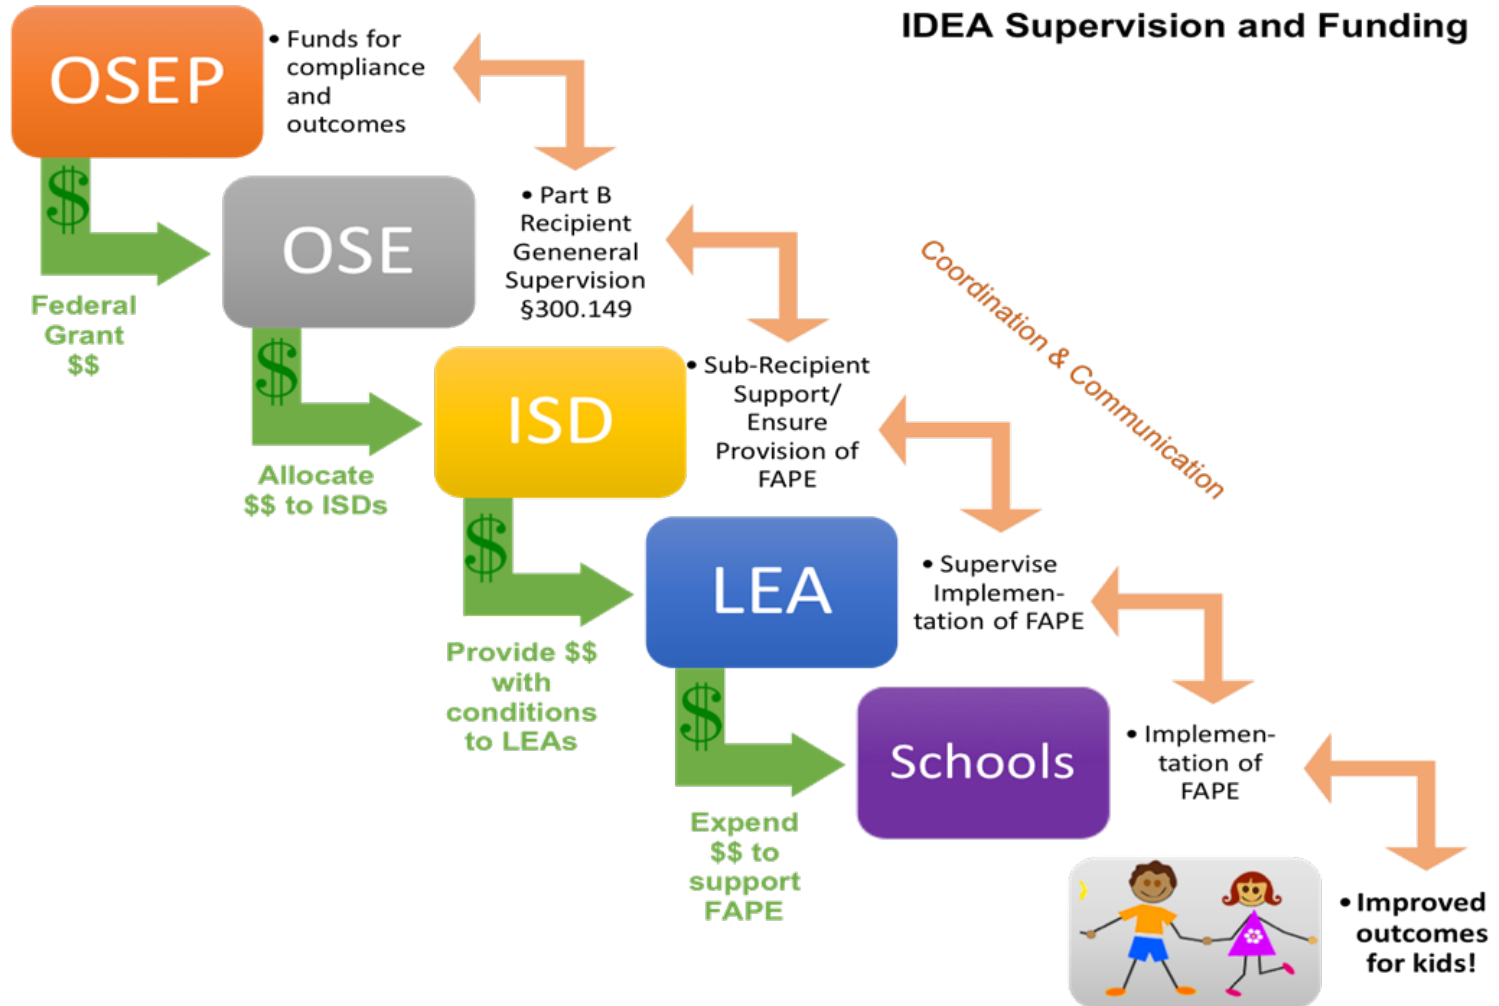 IDEA Supervision and Funding
OSEP
• Funds for
compliance
and
outcomes
$
Federal
Grant
$$
OSE
• Part B
Recipient
Geneneral
Supervision
§300.149
$
Allocate
$$ to ISDs
ISD
• Sub-Recipient
Support/
Ensure
Provision of
FAPE
Coordination & Communication
$
Provide $$
with
conditions
to LEAs
LEA
• Supervise
Implemen-
tation of FAPE
$
Expend
$$ to
support
FAPE
Schools
• Implemen-
tation of
FAPE
• Improved
outcomes
for kids!